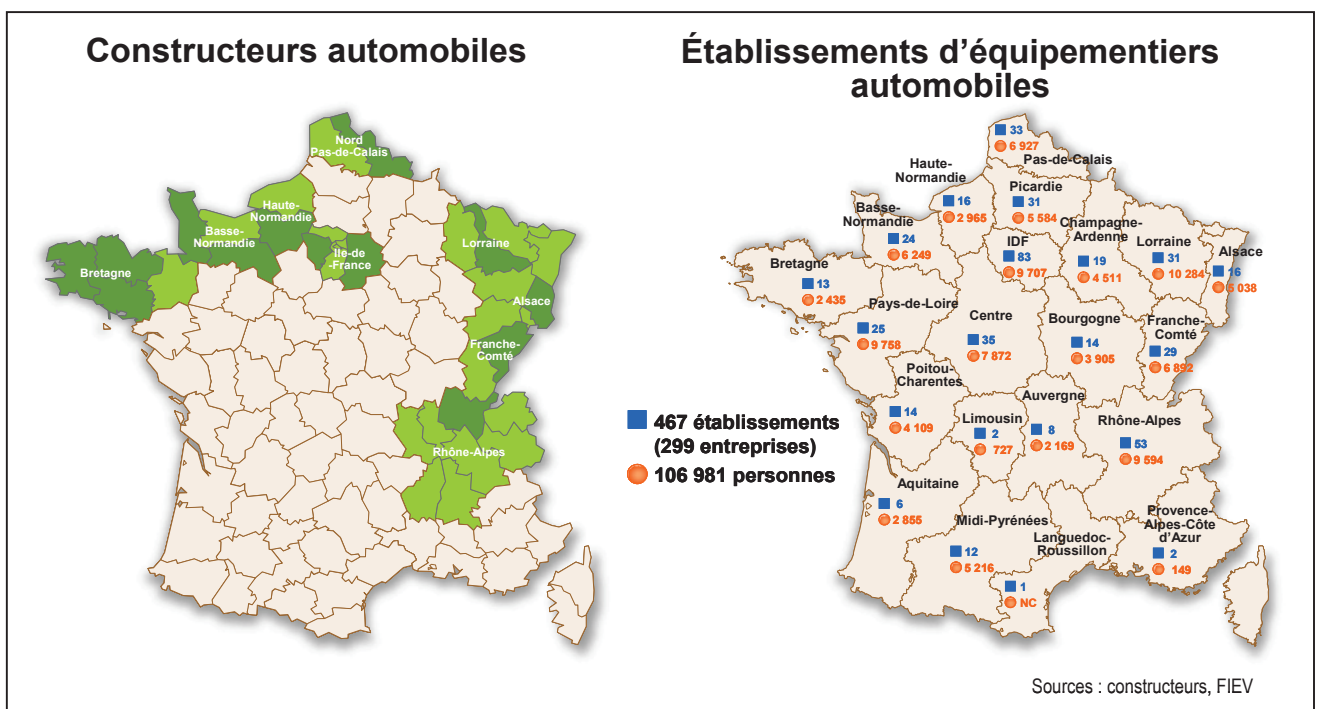 Constructeurs automobiles
Nord
Pas-de-Calais
Haute-
Normandie
Basse-
Normandie
Île-de
-France
Bretagne
Lorraine
Alsace
Franche-
Comté
Rhône-Alpes
Établissements d'équipementiers
automobiles
33
6 927
Pas-de-Calais
Haute-
Normandie
16
2 965
Picardie
31
5 584
Basse-
Normandie
24
6 249
IDF
83
9 707
Champagne-
Ardenne
19
4 511
Lorraine
31
10 284
Alsace
16
5 038
Bretagne
13
2 435
Pays-de-Loire
25
9 758
Centre
35
7 872
Bourgogne
14
3 905
Franche-
Comté
29
6 892
Poitou-
Charentes
14
4 109
Limousin
2
727
Auvergne
8
2 169
Rhône-Alpes
53
9 594
Aquitaine
6
2 855
Midi-Pyrénées
12
5 216
Languedoc-
Roussillon
1
NC
Provence
Alpes-Côte
d'Azur
2
149
467 établissements
(299 entreprises)
106 981 personnes
Sources : constructeurs, FIEV